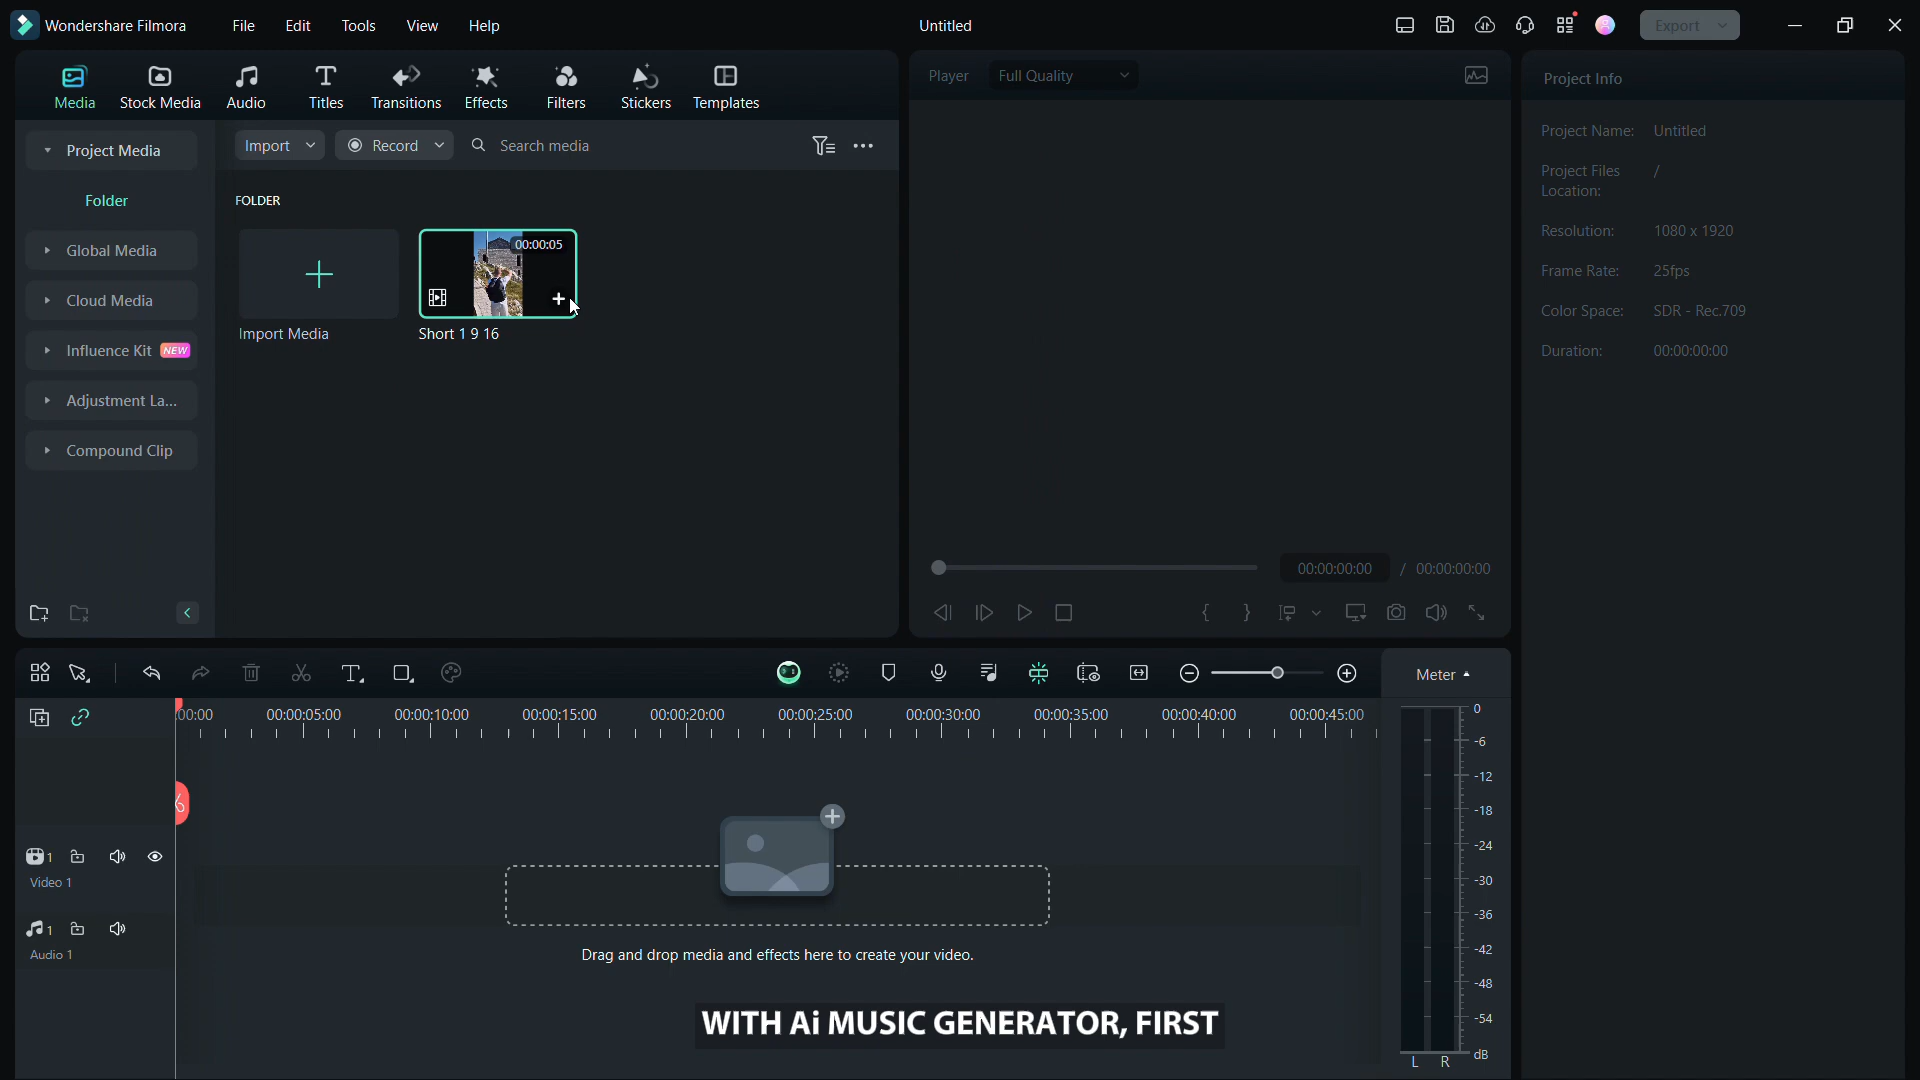 Wondershare Filmora
File
Edit
Tools
View
Help
Untitled
Export
Media
Stock Media
Audio
Titles
Transitions
Effects
Filters
Stickers
Templates
Player
Full Quality
Project Info
Project Media
Import
Record
Search media
Folder
FOLDER
Global Media
Cloud Media
Influence Kit
NEW
Adjustment La...
Compound Clip
00:00:05
Import Media
Short 1 9 16
Project Name:
Untitled
Project Files
Location:
/
Resolution:
1080 x 1920
Frame Rate:
25fps
Color Space:
SDR - Rec.709
Duration:
00:00:00:00
00:00:00:00
/
00:00:00:00
Meter
:00:00
00:00:05:00
00:00:10:00
00:00:15:00
00:00:20:00
00:00:25:00
00:00:30:00
00:00:35:00
00:00:40:00
00:00:45:00
0
-6
-12
-18
-24
-30
-36
-42
-48
-54
dB
L
R
1
Video 1
1
Audio 1
Drag and drop media and effects here to create your video.
WITH Ai MUSIC GENERATOR, FIRST